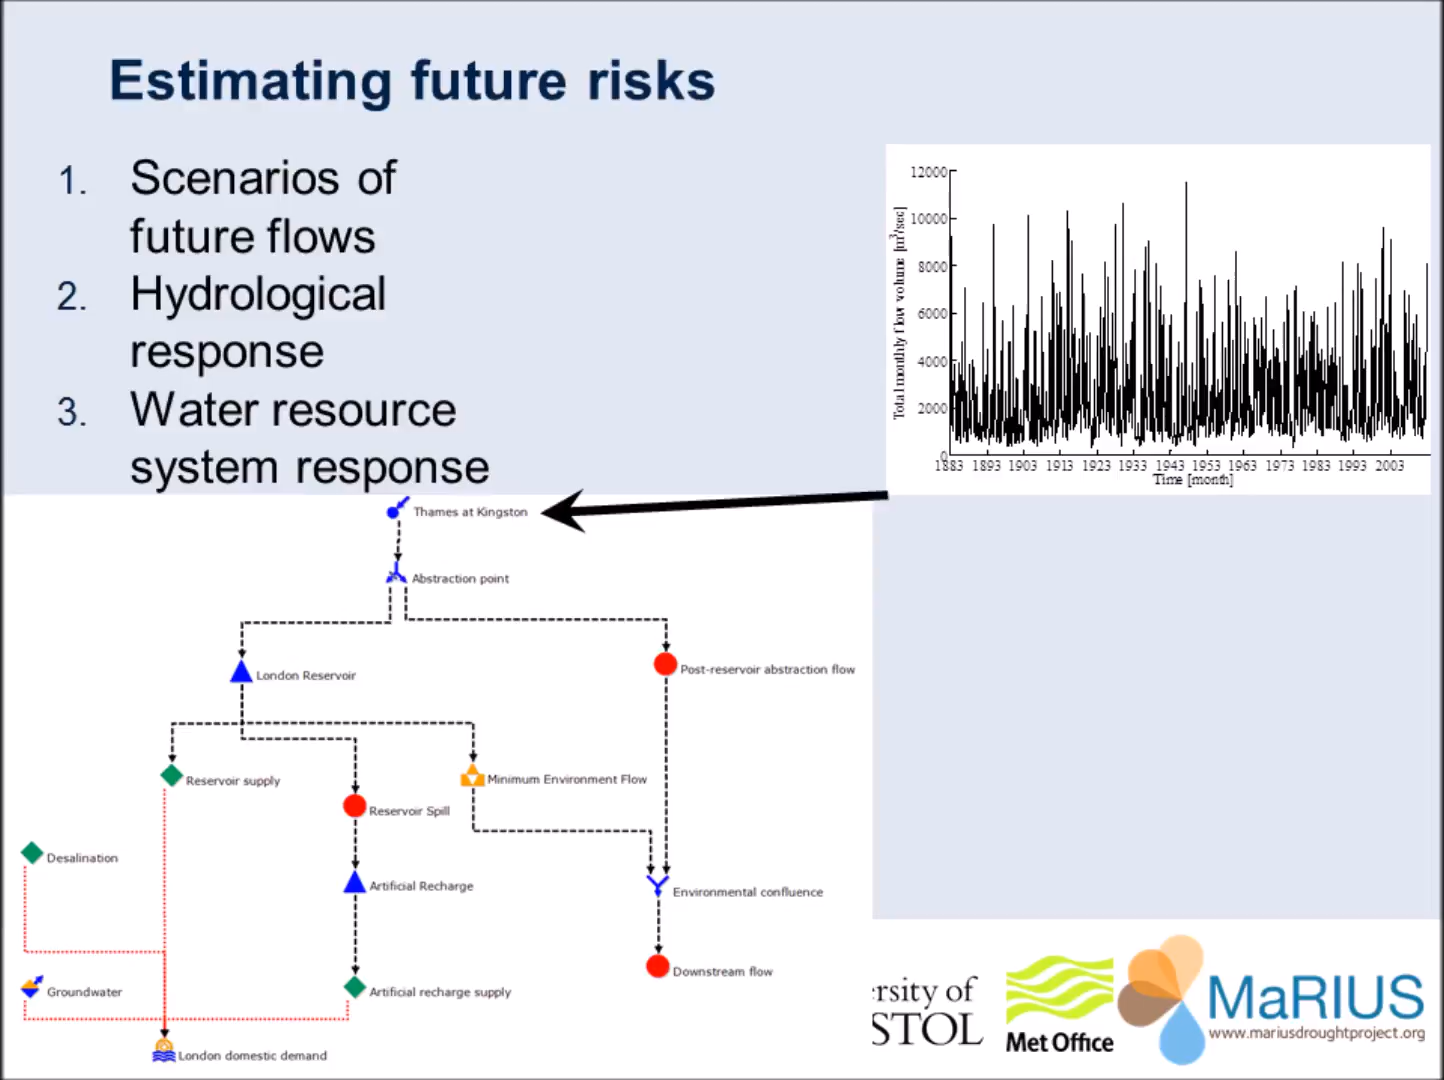 Estimating future risks
1. Scenarios of
future flows
2. Hydrological
response
3. Water resource
system response
Total monthly flow volume [m³/sec]
12000
10000
8000
6000
4000
2000
0
1883 1893 1903 1913 1923 1933 1943 1953 1963 1973 1983 1993 2003
Time [month]
Thames at Kingston
Abstraction point
London Reservoir
Post-reservoir abstraction flow
Reservoir supply
Minimum Environment Flow
Reservoir Spill
Desalination
Artificial Recharge
Environmental confluence
Downstream flow
Groundwater
Artificial recharge supply
London domestic demand
rsity of
STOL
Met Office
MaRIUS
www.mariusdroughtproject.org